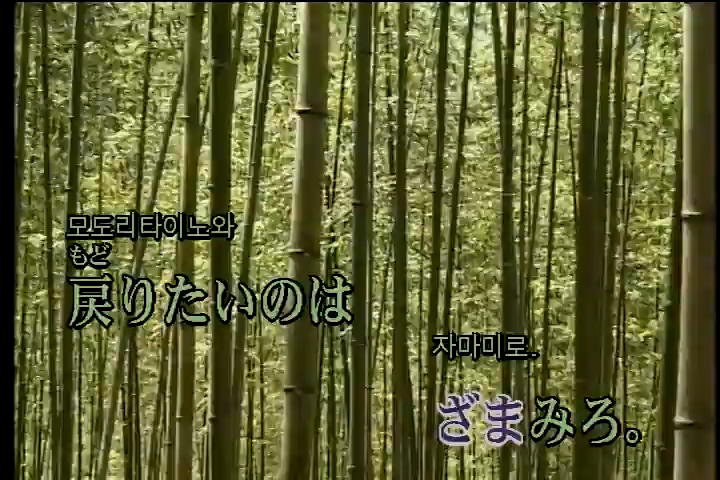 모도리타이노와
もど
戻りたいのは
자마미로.
ざまみろ。